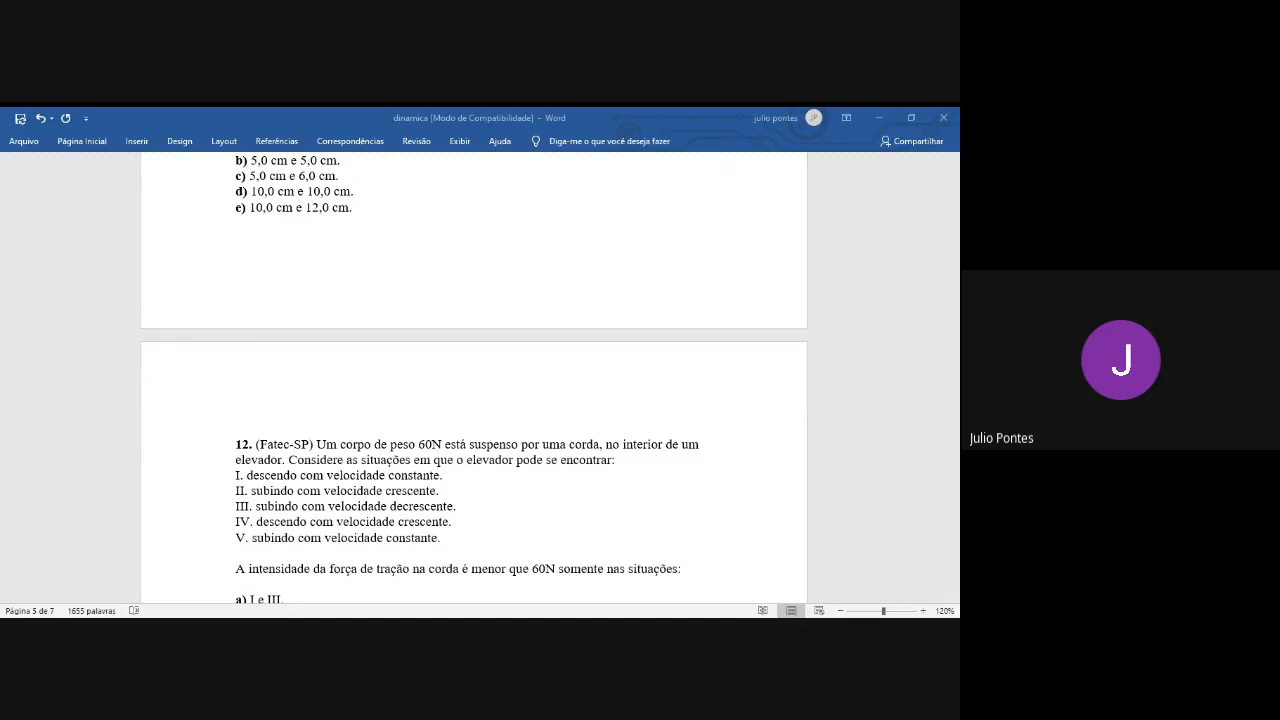 dinamica [Modo de Compatibilidade] - Word
julio pontes
JP
Arquivo Página Inicial Inserir Design Layout Referências Correspondências Revisão Exibir Ajuda Diga-me o que você deseja fazer Compartilhar
b) 5,0 cm e 5,0 cm.
c) 5,0 cm e 6,0 cm.
d) 10,0 cm e 10,0 cm.
e) 10,0 cm e 12,0 cm.
12. (Fatec-SP) Um corpo de peso 60N está suspenso por uma corda, no interior de um
elevador. Considere as situações em que o elevador pode se encontrar:
I. descendo com velocidade constante.
II. subindo com velocidade crescente.
III. subindo com velocidade decrescente.
IV. descendo com velocidade crescente.
V. subindo com velocidade constante.
A intensidade da força de tração na corda é menor que 60N somente nas situações:
a) I e III.
Página 5 de 7 1655 palavras
120%
J
Julio Pontes